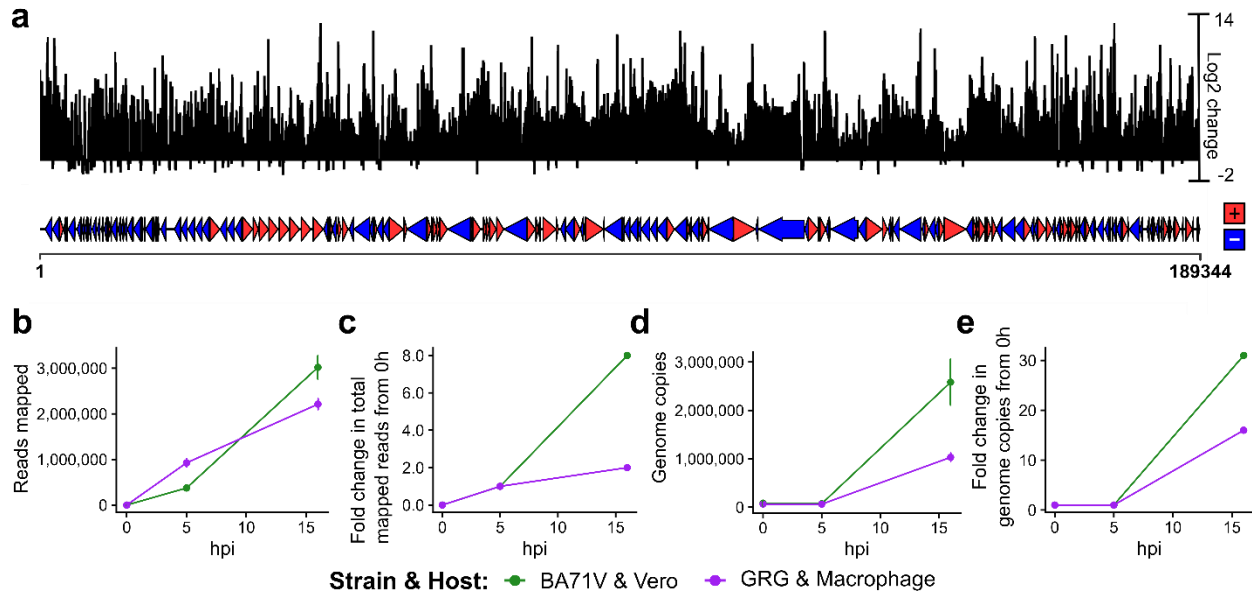 a
14
Log2 change
-2
+
−
1
189344
b
Reads mapped
3,000,000
2,000,000
1,000,000
0
0
5
10
15
hpi
c
Fold change in total
mapped reads from 0h
8.0
6.0
4.0
2.0
0.0
0
5
10
15
hpi
d
Genome copies
3,000,000
2,000,000
1,000,000
0
0
5
10
15
hpi
e
Fold change in
genome copies from 0h
30
20
10
0
0
5
10
15
hpi
Strain & Host: BA71V & Vero GRG & Macrophage